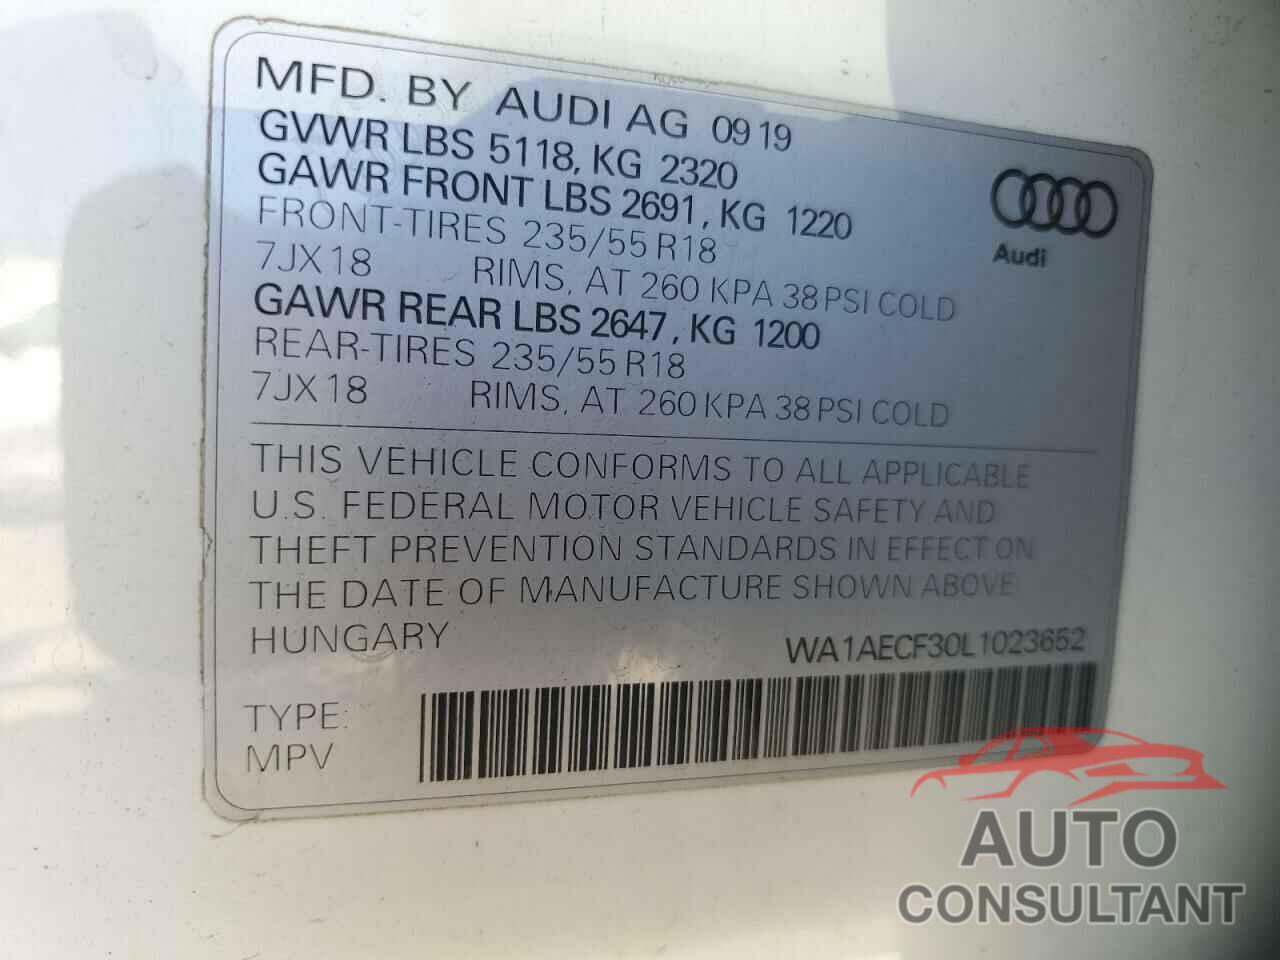 MFD. BY AUDI AG 0919
GVWR LBS 5118, KG 2320
GAWR FRONT LBS 2691, KG 1220
FRONT-TIRES 235/55 R18
7JX18 RIMS, AT 260 KPA 38 PSI COLD
GAWR REAR LBS 2647, KG 1200
REAR-TIRES 235/55 R18
7JX18 RIMS, AT 260 KPA 38 PSI COLD
Audi
THIS VEHICLE CONFORMS TO ALL APPLICABLE
U.S. FEDERAL MOTOR VEHICLE SAFETY AND
THEFT PREVENTION STANDARDS IN EFFECT ON
THE DATE OF MANUFACTURE SHOWN ABOVE
HUNGARY WA1AECF30L1023652
TYPE:
MPV
AUTO
CONSULTANT